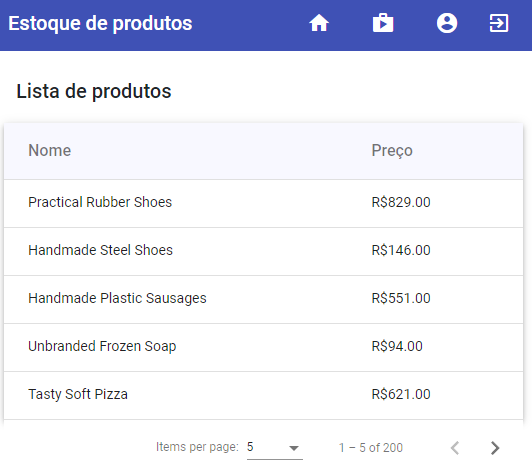 Estoque de produtos
Lista de produtos
Nome Preço
Practical Rubber Shoes R$829.00
Handmade Steel Shoes R$146.00
Handmade Plastic Sausages R$551.00
Unbranded Frozen Soap R$94.00
Tasty Soft Pizza R$621.00
Items per page: 5 1 – 5 of 200